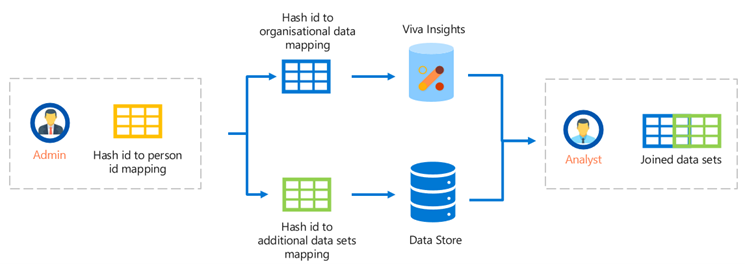 Admin
Hash id to person
id mapping
Hash id to
organisational data
mapping
Viva Insights
Hash id to
additional data sets
mapping
Data Store
Analyst
Joined data sets